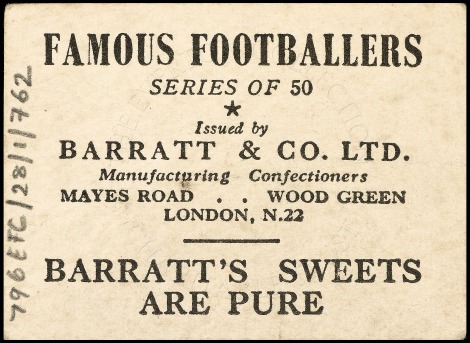 FAMOUS FOOTBALLERS
SERIES OF 50
Issued by
BARRATT & CO. LTD.
Manufacturing Confectioners
MAYES ROAD . . WOOD GREEN
LONDON, N.22
BARRATT'S SWEETS
ARE PURE
796EFC/28/1/762